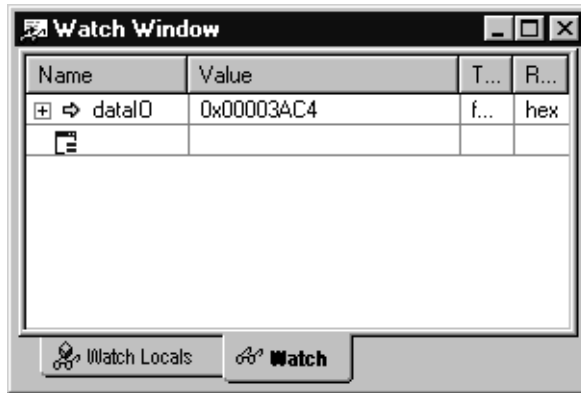 Watch Window
Name Value T... R...
dataIO 0x00003AC4 f... hex
Watch Locals Watch